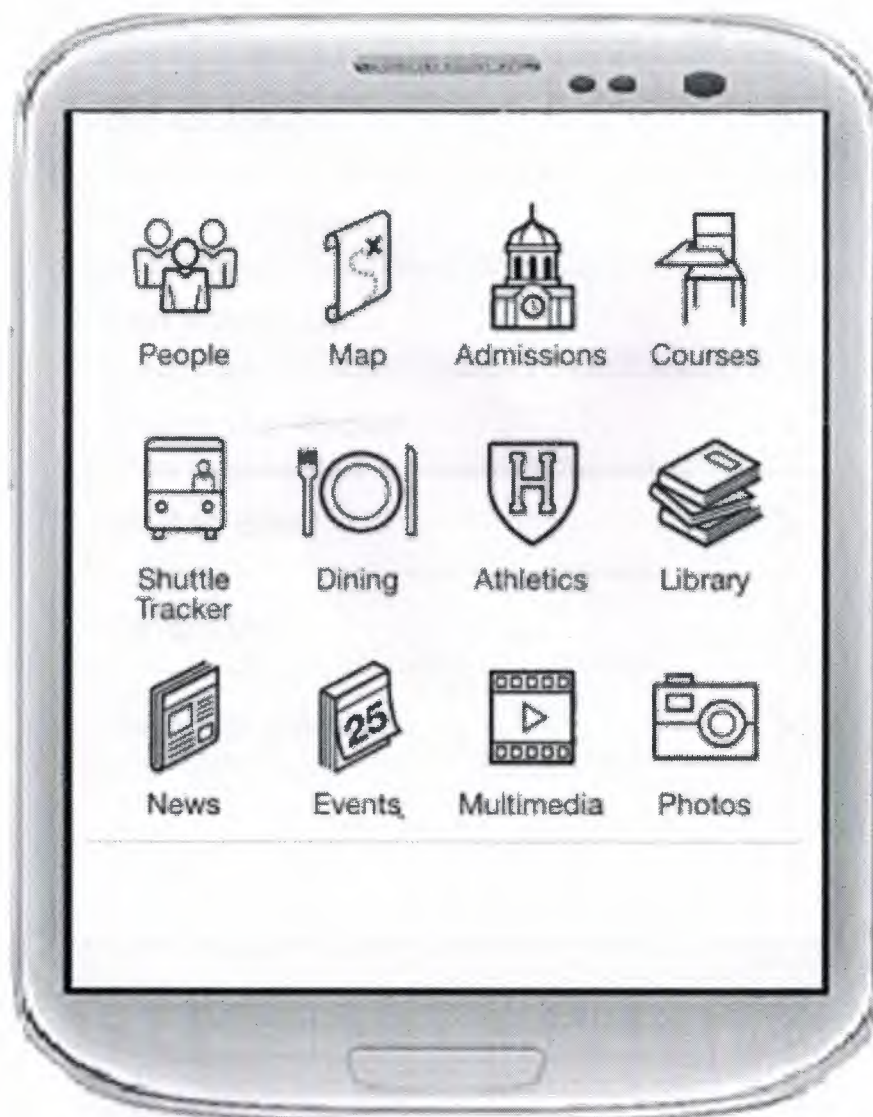 People Map Admissions Courses
H
Shuttle Dining Athletics Library
Tracker
25
News Events Multimedia Photos